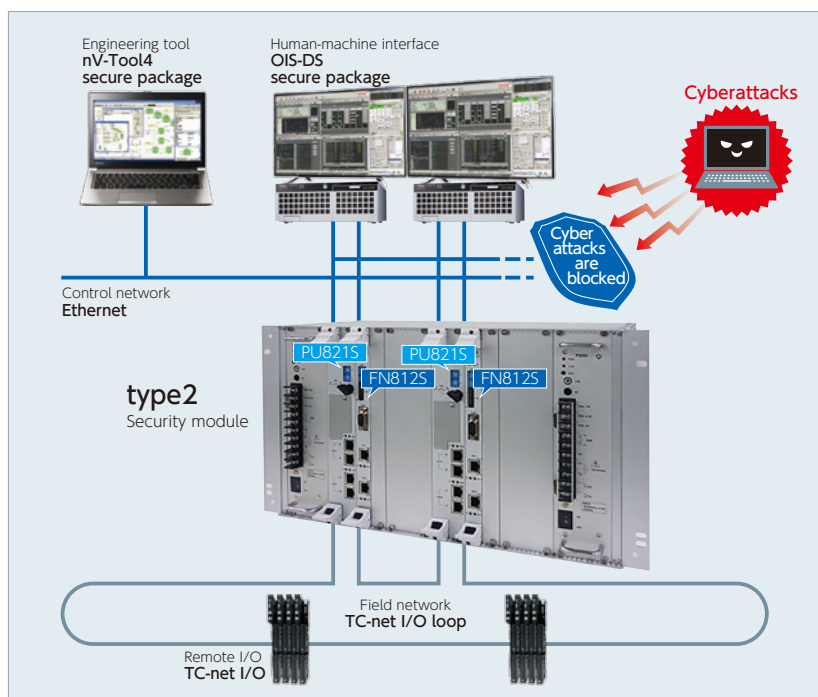 Engineering tool
nV-Tool4
secure package
Human-machine interface
OIS-DS
secure package
Cyberattacks
Cyber
attacks
are
blocked
Control network
Ethernet
PU821S
PU821S
FN812S
FN812S
type2
Security module
Field network
TC-net I/O loop
Remote I/O
TC-net I/O